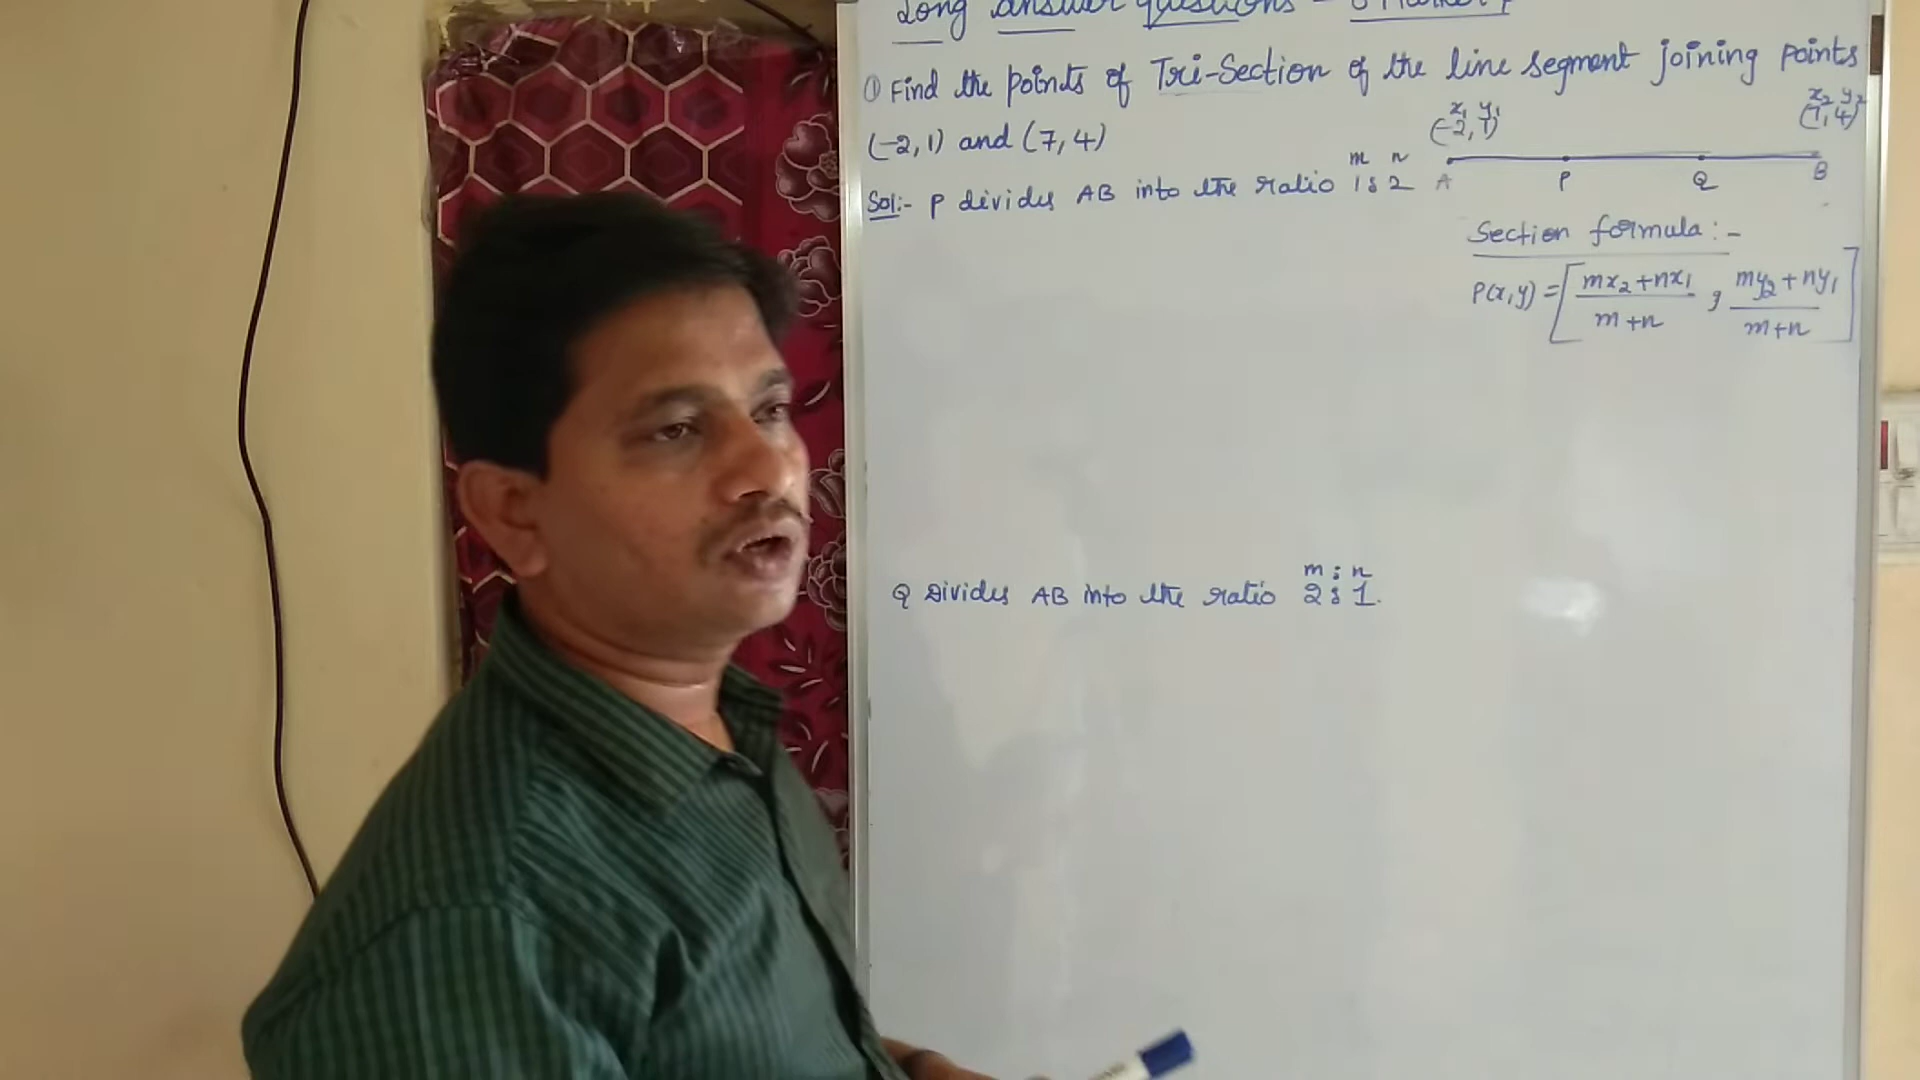 Long answer questions -
① Find the points of Tri-Section of the line segment joining points
(-2, 1) and (7, 4)
x₁ y₁
(-2, 1)
x₂ y₂
(7, 4)
A P Q B
m n
Sol:- P divides AB into the ratio 1 : 2
Section formula :-
P(x, y) = [ mx₂ + nx₁ / m + n , my₂ + ny₁ / m + n ]
m : n
Q Divides AB into the ratio 2 : 1.